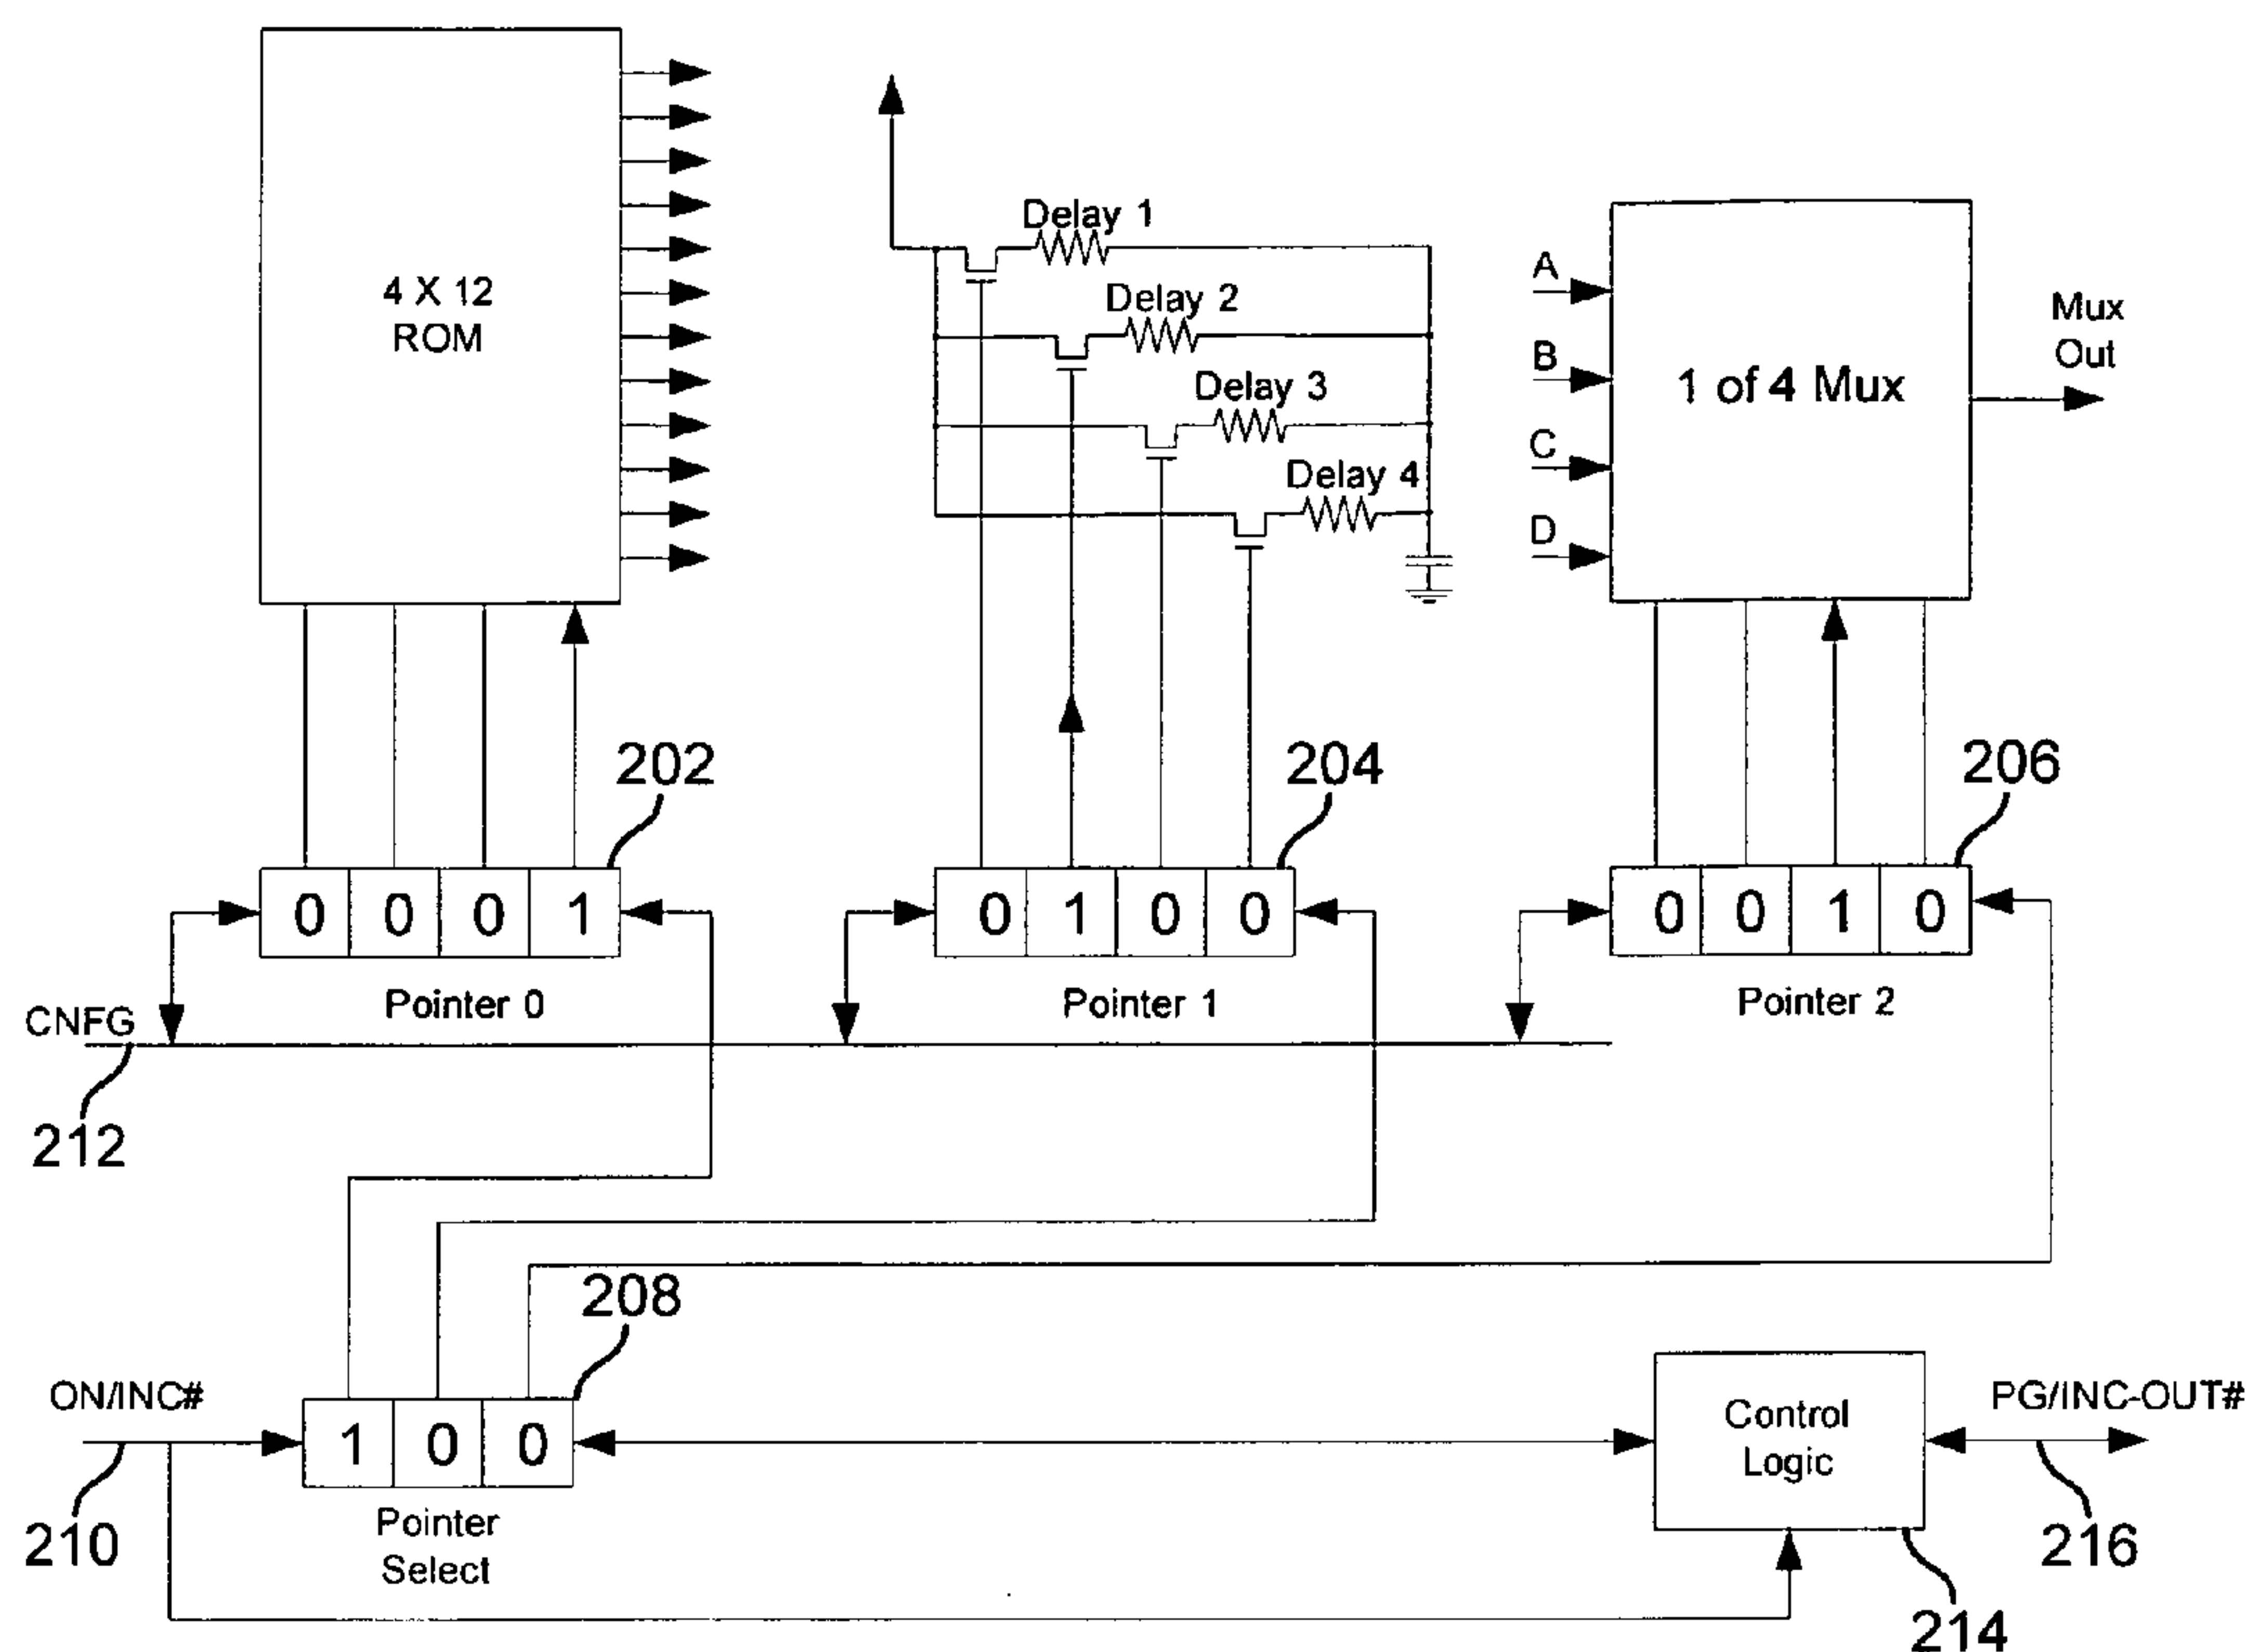 4 X 12
ROM
Delay 1
Delay 2
Delay 3
Delay 4
A
B
C
D
1 of 4 Mux
Mux
Out
202
204
206
0 0 0 1
0 1 0 0
0 0 1 0
Pointer 0
Pointer 1
Pointer 2
CNFG
212
208
ON/INC#
1 0 0
Pointer
Select
210
Control
Logic
PG/INC-OUT#
216
214